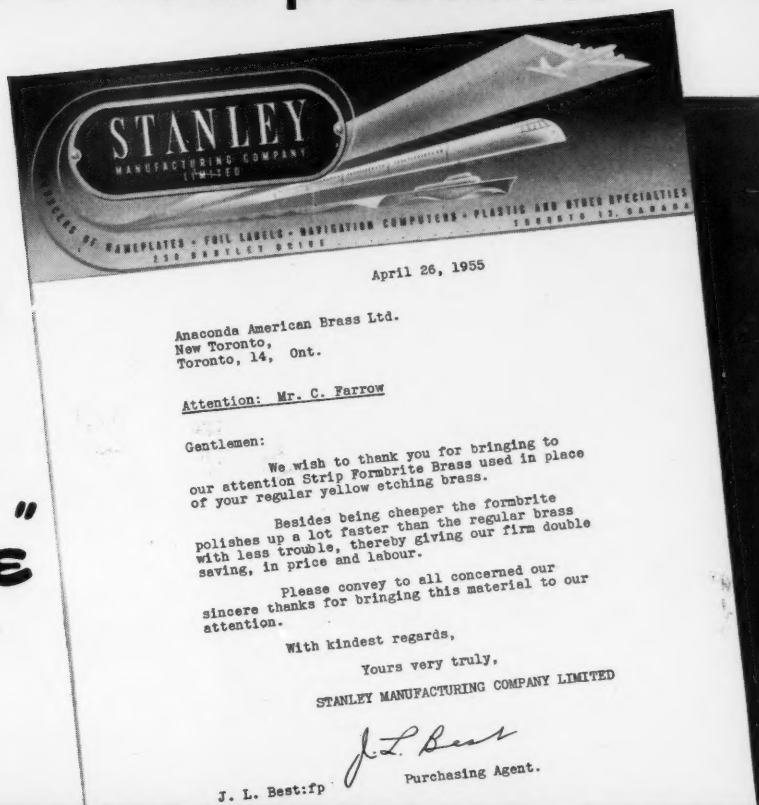 STANLEY
MANUFACTURING COMPANY
LIMITED
PRODUCERS OF NAMEPLATES • FOIL LABELS • NAVIGATION COMPUTERS • PLASTIC AND OTHER SPECIALTIES
250 BARTLEY DRIVE TORONTO 13, CANADA
April 26, 1955
Anaconda American Brass Ltd.
New Toronto,
Toronto, 14, Ont.
Attention: Mr. C. Farrow
Gentlemen:
We wish to thank you for bringing to
our attention Strip Formbrite Brass used in place
of your regular yellow etching brass.
Besides being cheaper the formbrite
polishes up a lot faster than the regular brass
with less trouble, thereby giving our firm double
saving, in price and labour.
Please convey to all concerned our
sincere thanks for bringing this material to our
attention.
With kindest regards,
Yours very truly,
STANLEY MANUFACTURING COMPANY LIMITED
J. L. Best
J. L. Best:fp Purchasing Agent.